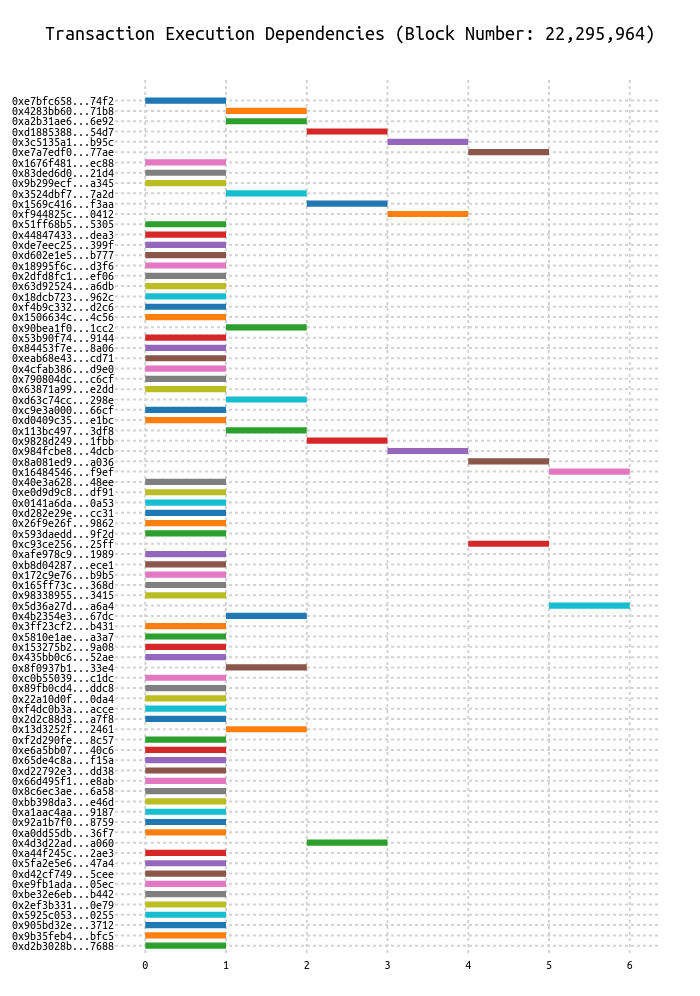 Transaction Execution Dependencies (Block Number: 22,295,964)
0xe7bfc658...74f2
0x4283bb60...71b8
0xa2b31ae6...6e92
0xd1885388...54d7
0x3c5135a1...b95c
0xe7a7edf0...77ae
0x1676f481...ec88
0x83ded6d0...21d4
0x9b299ecf...a345
0x3524dbf7...7a2d
0x1569c416...f3aa
0xf944825c...0412
0x51ff68b5...5305
0x44847433...dea3
0xde7eec25...399f
0xd602e1e5...b777
0x18995f6c...d3f6
0x2dfd8fc1...ef06
0x63d92524...a6db
0x18dcb723...962c
0xf4b9c332...d2c6
0x1506634c...4c56
0x90bea1f0...1cc2
0x53b90f74...9144
0x84453f7e...8a06
0xeab68e43...cd71
0x4cfab386...d9e0
0x790804dc...c6cf
0x63871a99...e2dd
0xd63c74cc...298e
0xc9e3a000...66cf
0xd0409c35...e1bc
0x113bc497...3df8
0x9828d249...1fbb
0x984fcbe8...4dcb
0x8a081ed9...a036
0x16484546...f9ef
0x40e3a628...48ee
0xe0d9d9c8...df91
0x0141a6da...0a53
0xd282e29e...cc31
0x26f9e26f...9862
0x593daedd...9f2d
0xc93ce256...25ff
0xafe978c9...1989
0xb8d04287...ece1
0x172c9e76...b9b5
0x165ff73c...368d
0x98338955...3415
0x5d36a27d...a6a4
0x4b2354e3...67dc
0x3ff23cf2...b431
0x5810e1ae...a3a7
0x153275b2...9a08
0x435bb0c6...52ae
0x8f0937b1...33e4
0xc0b55039...c1dc
0x89fb0cd4...ddc8
0x22a10d0f...0da4
0xf4dc0b3a...acce
0x2d2c88d3...a7f8
0x13d3252f...2461
0xf2d290fe...8c57
0xe6a5bb07...40c6
0x65de4c8a...f15a
0xd22792e3...dd38
0x66d495f1...e8ab
0x8c6ec3ae...6a58
0xbb398da3...e46d
0xa1aac4aa...9187
0x92a1b7f0...8759
0xa0dd55db...36f7
0x4d3d22ad...a060
0xa44f245c...2ae3
0x5fa2e5e6...47a4
0xd42cf749...5cee
0xe9fb1ada...05ec
0xbe32e6eb...b442
0x2ef3b331...0e79
0x5925c053...0255
0x905bd32e...3712
0x9b35feb4...bfc5
0xd2b3028b...7688
0 1 2 3 4 5 6